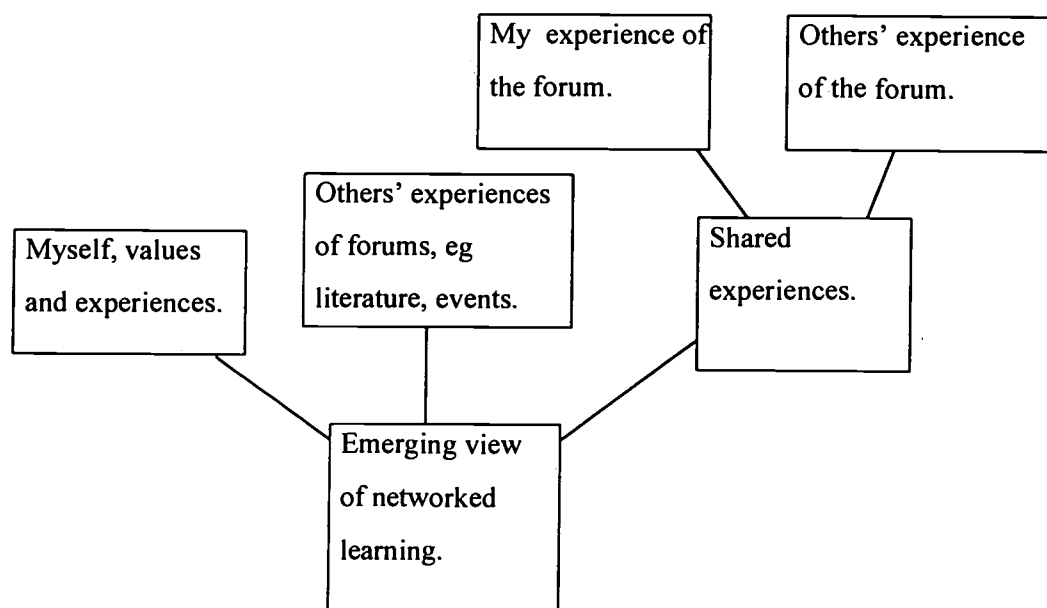 My experience of
the forum.
Others’ experience
of the forum.
Others’ experiences
of forums, eg
literature, events.
Myself, values
and experiences.
Shared
experiences.
Emerging view
of networked
learning.